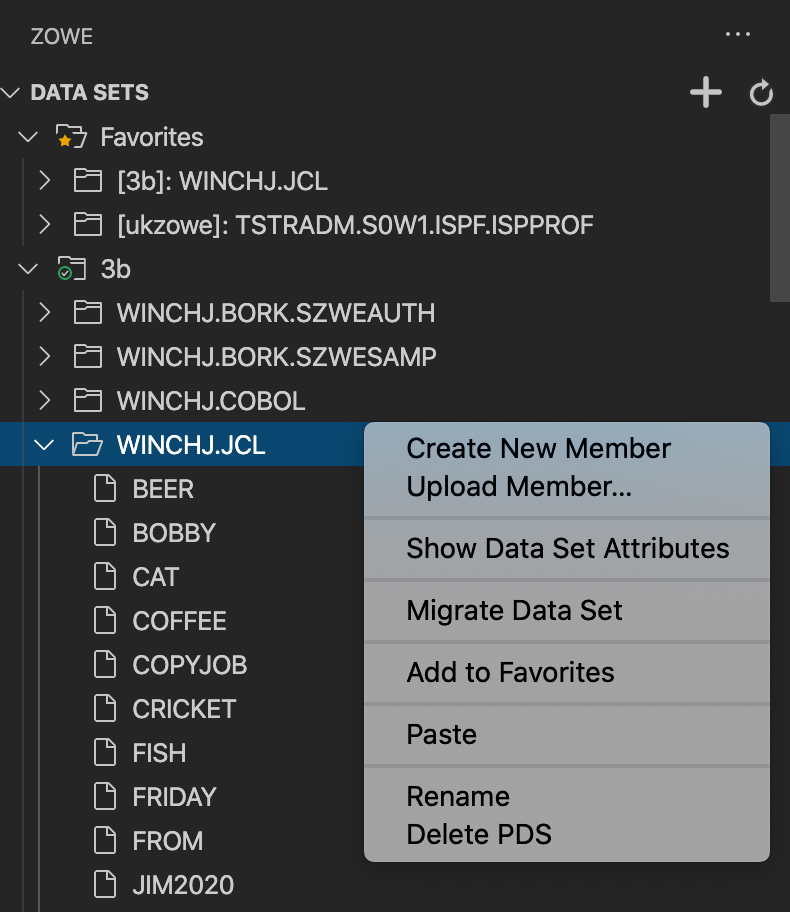 ZOWE
DATA SETS
Favorites
[3b]: WINCHJ.JCL
[ukzowe]: TSTRADM.S0W1.ISPF.ISPPROF
3b
WINCHJ.BORK.SZWEAUTH
WINCHJ.BORK.SZWESAMP
WINCHJ.COBOL
WINCHJ.JCL
BEER
BOBBY
CAT
COFFEE
COPYJOB
CRICKET
FISH
FRIDAY
FROM
JIM2020
Create New Member
Upload Member...
Show Data Set Attributes
Migrate Data Set
Add to Favorites
Paste
Rename
Delete PDS